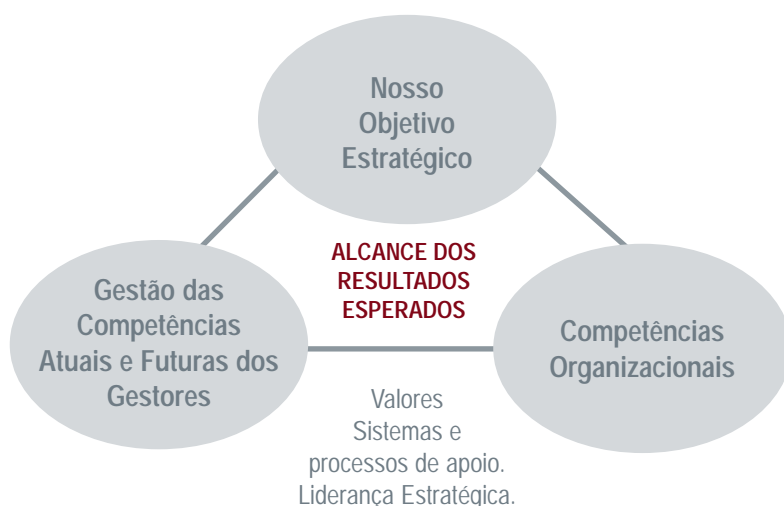 Nosso
Objetivo
Estratégico
ALCANCE DOS
RESULTADOS
ESPERADOS
Gestão das
Competências
Atuais e Futuras dos
Gestores
Competências
Organizacionais
Valores
Sistemas e
processos de apoio.
Liderança Estratégica.